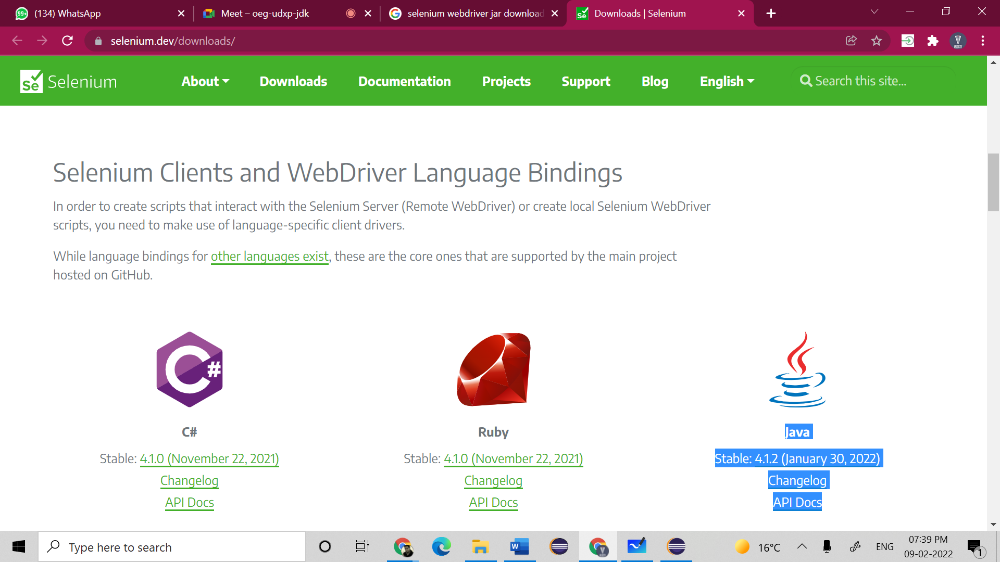 (134) WhatsApp
Meet – oeg-udxp-jdk
selenium webdriver jar download
Downloads | Selenium
selenium.dev/downloads/
Se Selenium
About
Downloads
Documentation
Projects
Support
Blog
English
Search this site...
Selenium Clients and WebDriver Language Bindings
In order to create scripts that interact with the Selenium Server (Remote WebDriver) or create local Selenium WebDriver
scripts, you need to make use of language-specific client drivers.
While language bindings for other languages exist, these are the core ones that are supported by the main project
hosted on GitHub.
C#
C#
Stable: 4.1.0 (November 22, 2021)
Changelog
API Docs
Ruby
Stable: 4.1.0 (November 22, 2021)
Changelog
API Docs
Java
Stable: 4.1.2 (January 30, 2022)
Changelog
API Docs
Type here to search
16°C
ENG
07:39 PM
09-02-2022
1